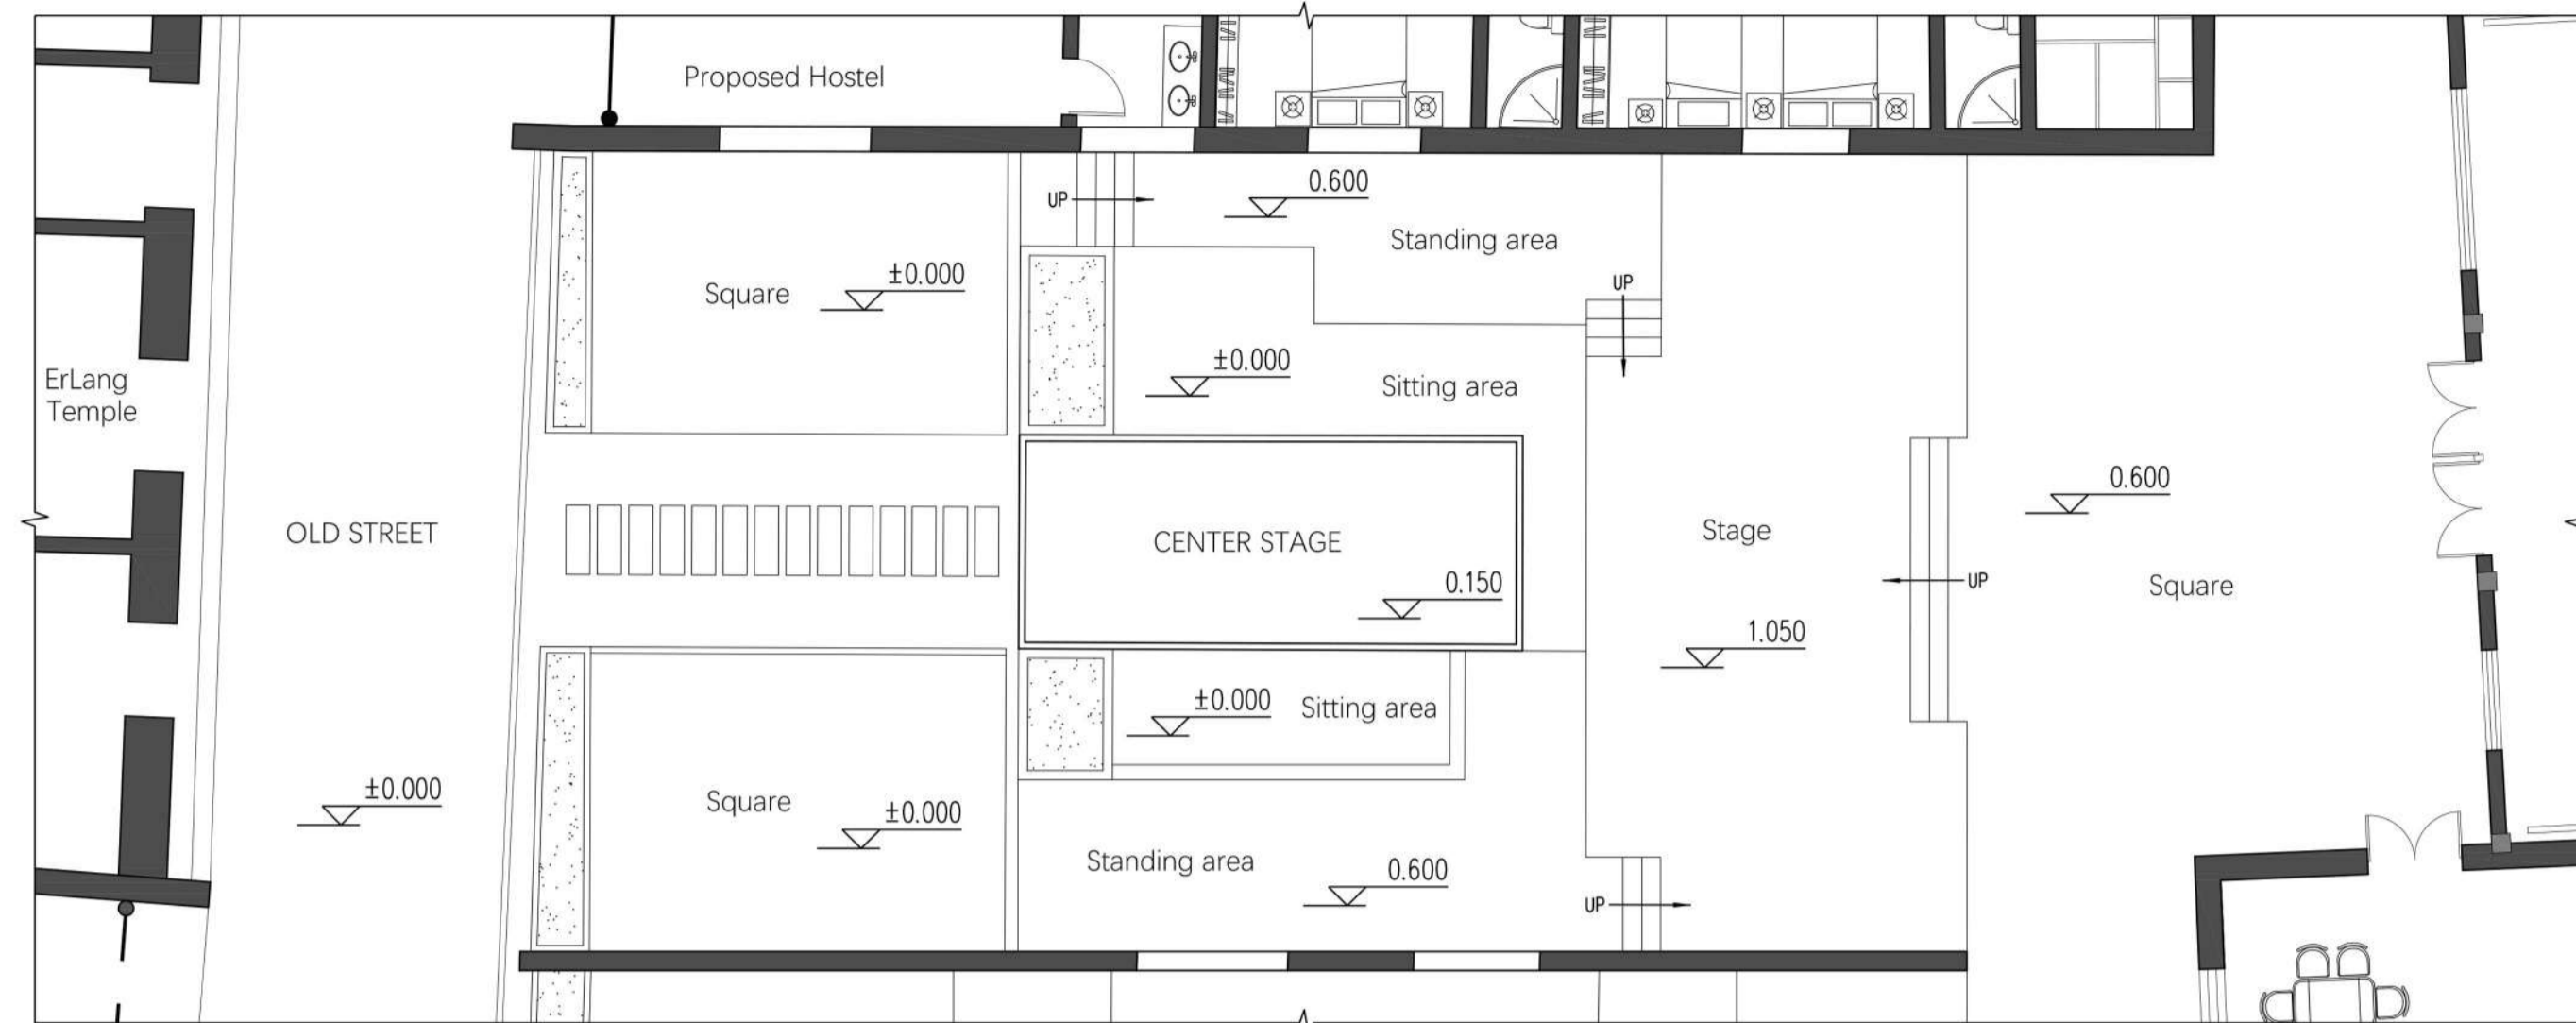 Proposed Hostel
UP
0.600
Standing area
Square
±0.000
UP
±0.000
Sitting area
ErLang
Temple
OLD STREET
CENTER STAGE
0.150
Stage
0.600
UP
Square
1.050
±0.000
Sitting area
±0.000
Square
±0.000
Standing area
0.600
UP